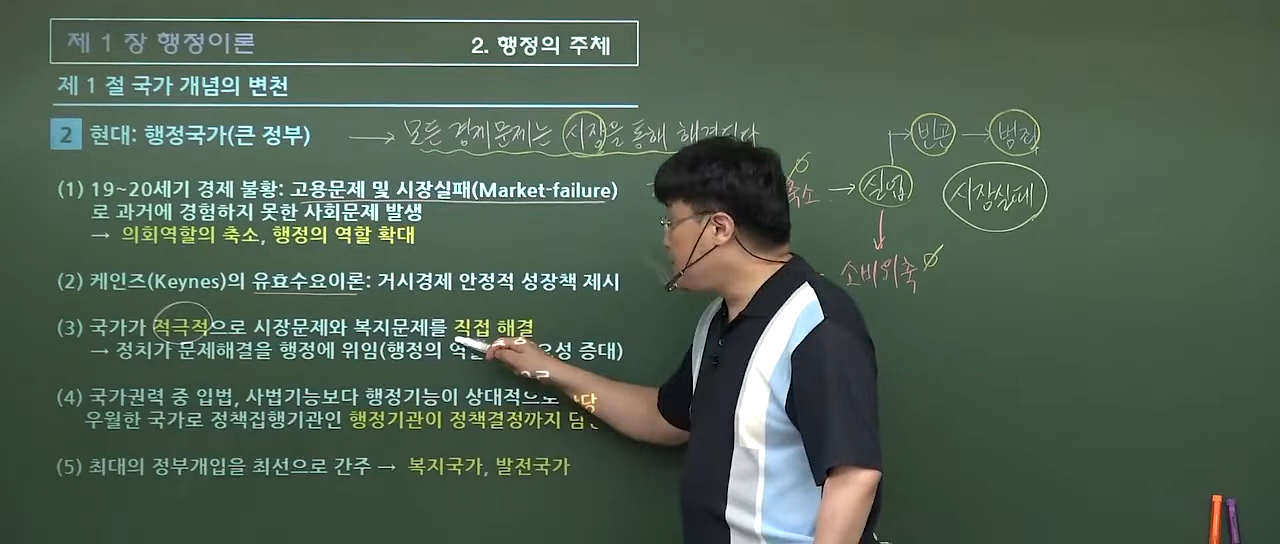 제 1 장 행정이론
2. 행정의 주체
제 1 절 국가 개념의 변천
2 현대: 행정국가(큰 정부)
→ 모든 경제문제는 시장을 통해 해결된다
(1) 19~20세기 경제 불황: 고용문제 및 시장실패(Market-failure)
로 과거에 경험하지 못한 사회문제 발생
→ 의회역할의 축소, 행정의 역할 확대
축소 → 실업 → 빈곤 → 범죄
시장실패
소비위축
(2) 케인즈(Keynes)의 유효수요이론: 거시경제 안정적 성장책 제시
(3) 국가가 적극적으로 시장문제와 복지문제를 직접 해결
→ 정치가 문제해결을 행정에 위임(행정의 증대)
(4) 국가권력 중 입법, 사법기능보다 행정기능이 상대적으로
우월한 국가로 정책집행기관인 행정기관이 정책결정까지
(5) 최대의 정부개입을 최선으로 간주 → 복지국가, 발전국가